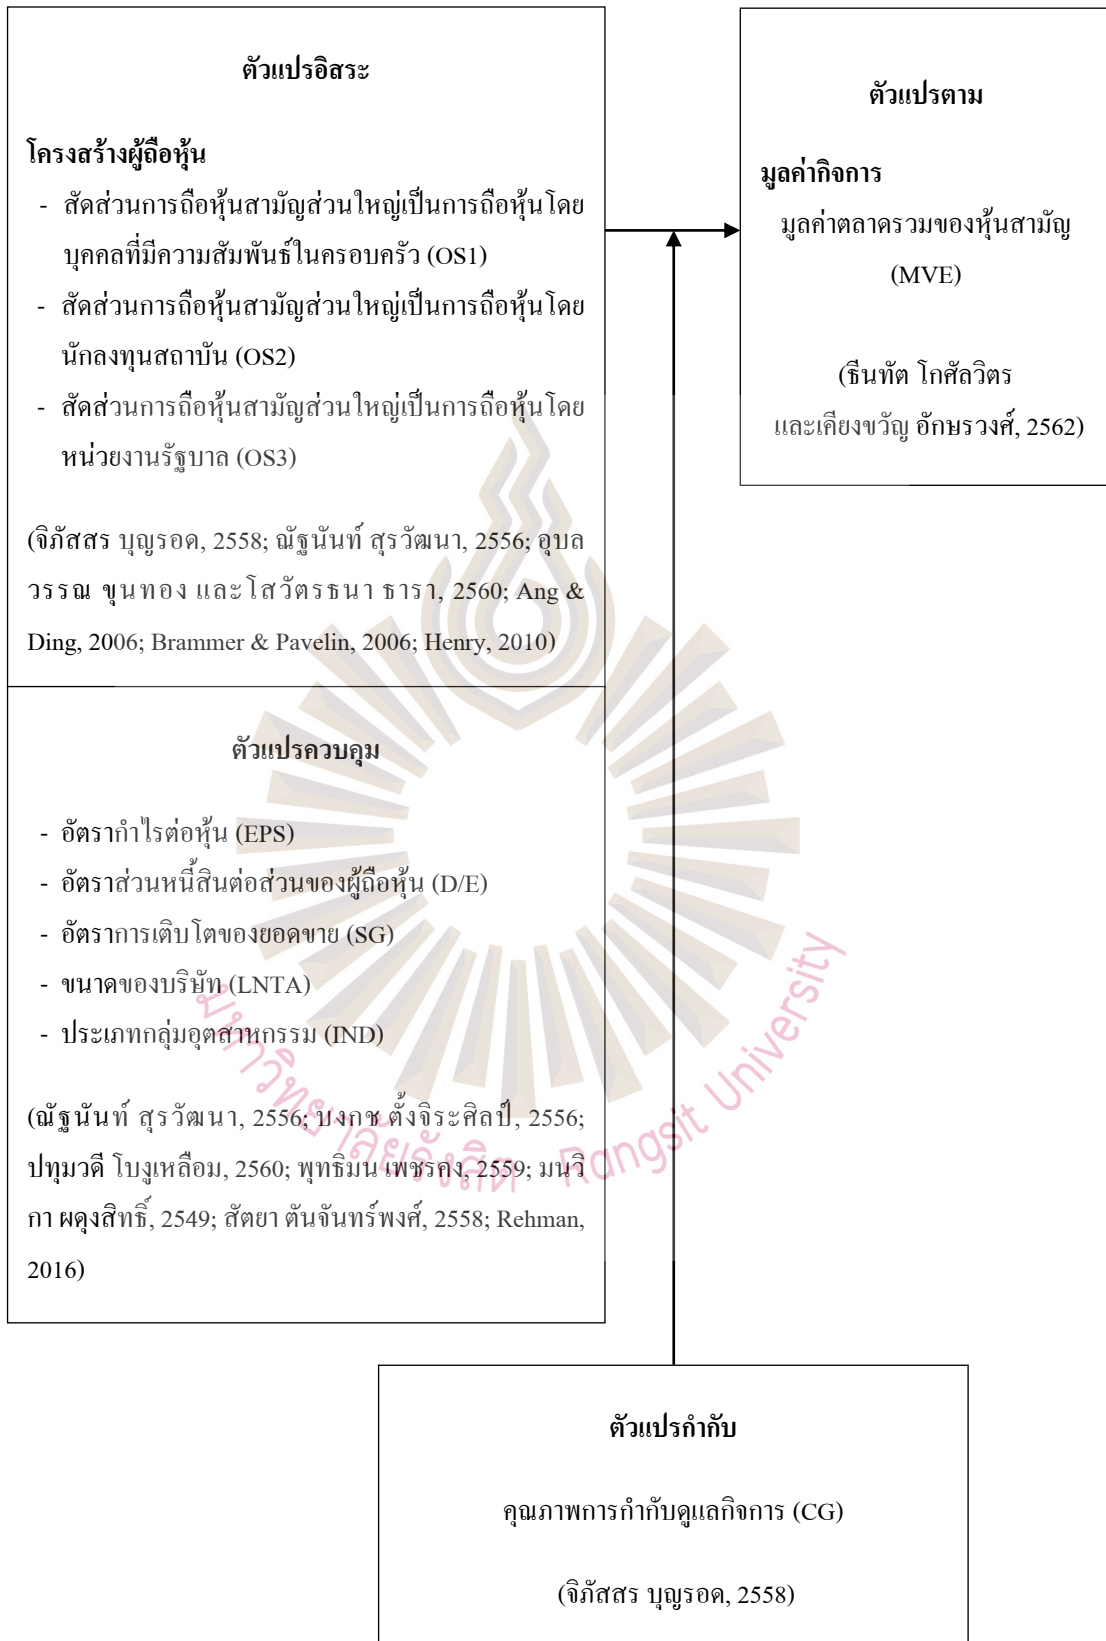 ตัวแปรอิสระ
โครงสร้างผู้ถือหุ้น
- สัดส่วนการถือหุ้นสามัญส่วนใหญ่เป็นการถือหุ้นโดย
บุคคลที่มีความสัมพันธ์ในครอบครัว (OS1)
- สัดส่วนการถือหุ้นสามัญส่วนใหญ่เป็นการถือหุ้นโดย
นักลงทุนสถาบัน (OS2)
- สัดส่วนการถือหุ้นสามัญส่วนใหญ่เป็นการถือหุ้นโดย
หน่วยงานรัฐบาล (OS3)
(จิภัสสร บุญรอด, 2558; ณัฐนันท์ สุรวัฒนา, 2556; อุบล
วรรณ ขุนทอง และโสวัตรธนา ธารา, 2560; Ang &
Ding, 2006; Brammer & Pavelin, 2006; Henry, 2010)
ตัวแปรควบคุม
- อัตรากำไรต่อหุ้น (EPS)
- อัตราส่วนหนี้สินต่อส่วนของผู้ถือหุ้น (D/E)
- อัตราการเติบโตของยอดขาย (SG)
- ขนาดของบริษัท (LNTA)
- ประเภทกลุ่มอุตสาหกรรม (IND)
(ณัฐนันท์ สุรวัฒนา, 2556; บงกช ตั้งจิระศิลป์, 2556;
ปทุมวดี โบงูเหลือม, 2560; พุทธิมน เพชรคง, 2559; มนวิ
กา ผดุงสิทธิ์, 2549; สัตยา ตันจันทร์พงศ์, 2558; Rehman,
2016)
ตัวแปรตาม
มูลค่ากิจการ
มูลค่าตลาดรวมของหุ้นสามัญ
(MVE)
(ธีนทัต โกศัลวิตร
และเคียงขวัญ อักษรวงศ์, 2562)
ตัวแปรกำกับ
คุณภาพการกำกับดูแลกิจการ (CG)
(จิภัสสร บุญรอด, 2558)
มหาวิทยาลัยรังสิต Rangsit University